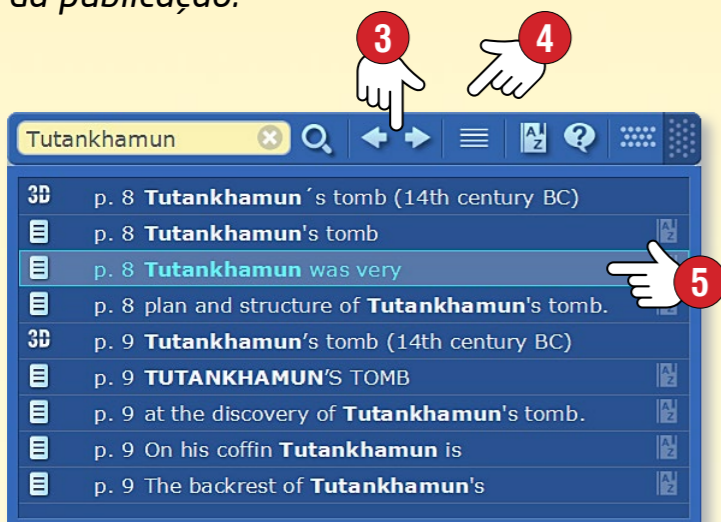 da publicação.
3
4
Tutankhamun
A Z ?
3D p. 8 Tutankhamun´s tomb (14th century BC)
p. 8 Tutankhamun's tomb A Z
p. 8 Tutankhamun was very
5
p. 8 plan and structure of Tutankhamun's tomb.
3D p. 9 Tutankhamun's tomb (14th century BC)
p. 9 TUTANKHAMUN'S TOMB A Z
p. 9 at the discovery of Tutankhamun's tomb. A Z
p. 9 On his coffin Tutankhamun is A Z
p. 9 The backrest of Tutankhamun's A Z